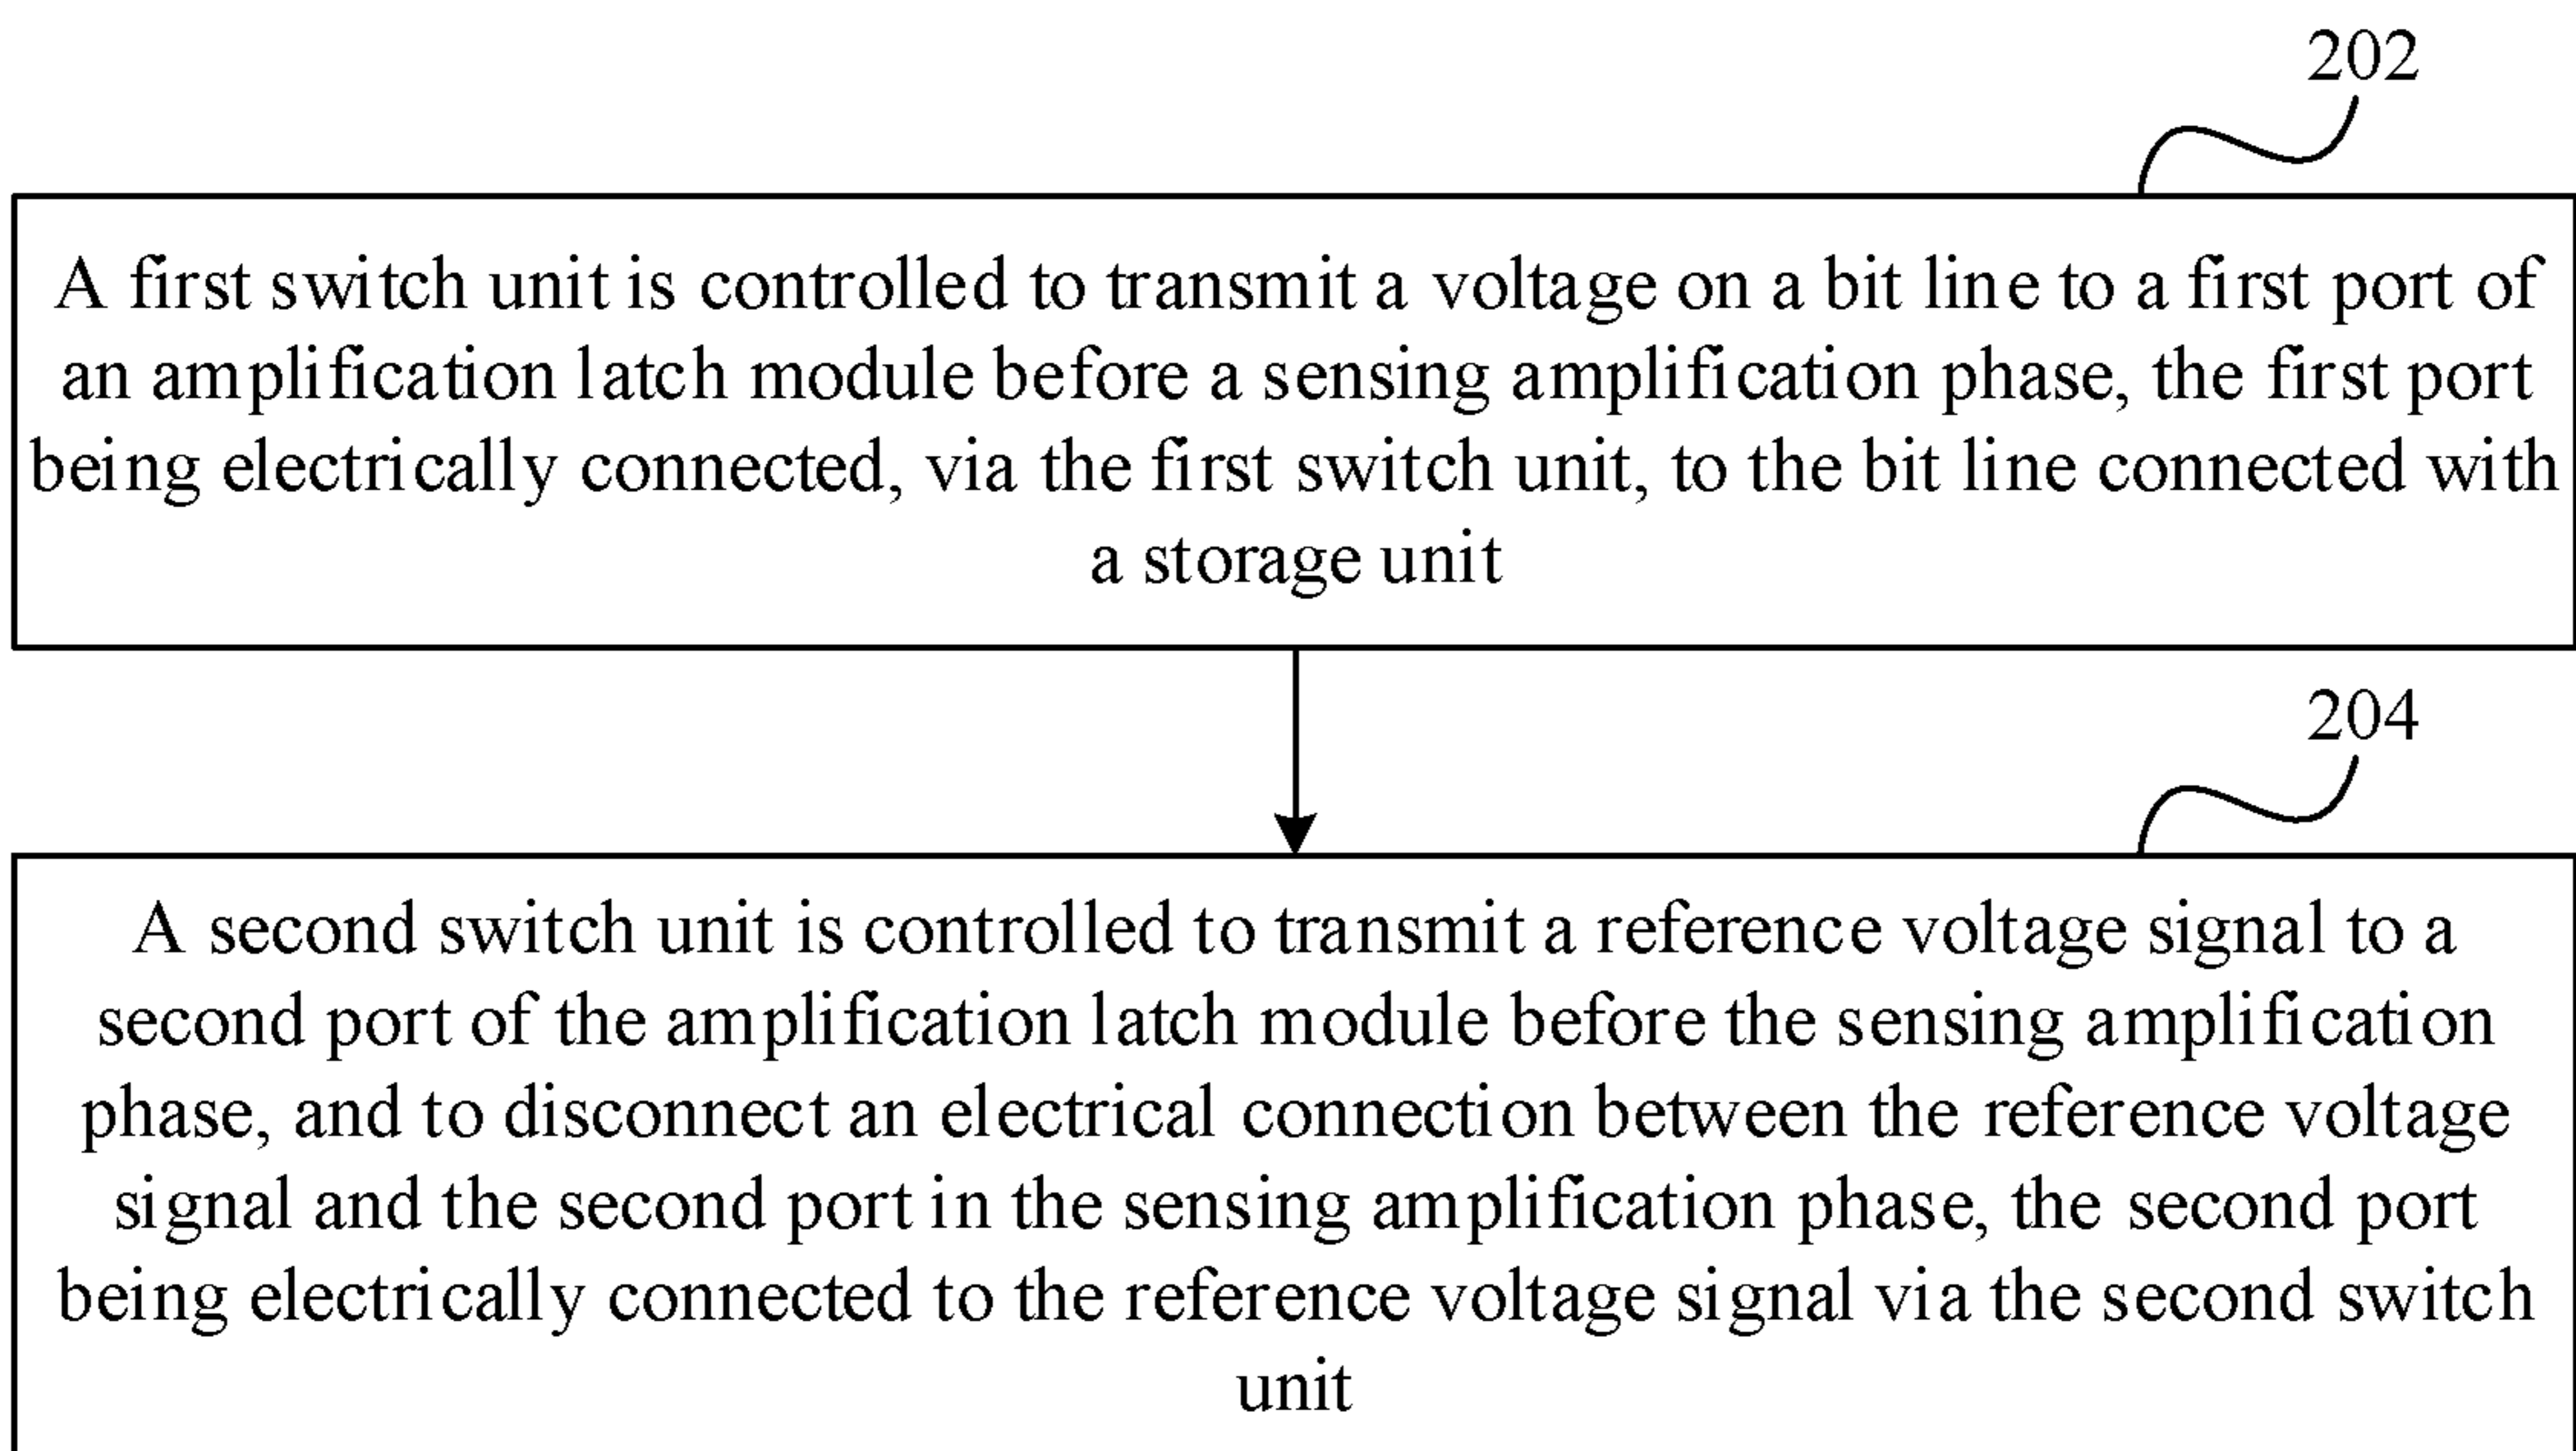 202
A first switch unit is controlled to transmit a voltage on a bit line to a first port of
an amplification latch module before a sensing amplification phase, the first port
being electrically connected, via the first switch unit, to the bit line connected with
a storage unit
204
A second switch unit is controlled to transmit a reference voltage signal to a
second port of the amplification latch module before the sensing amplification
phase, and to disconnect an electrical connection between the reference voltage
signal and the second port in the sensing amplification phase, the second port
being electrically connected to the reference voltage signal via the second switch
unit